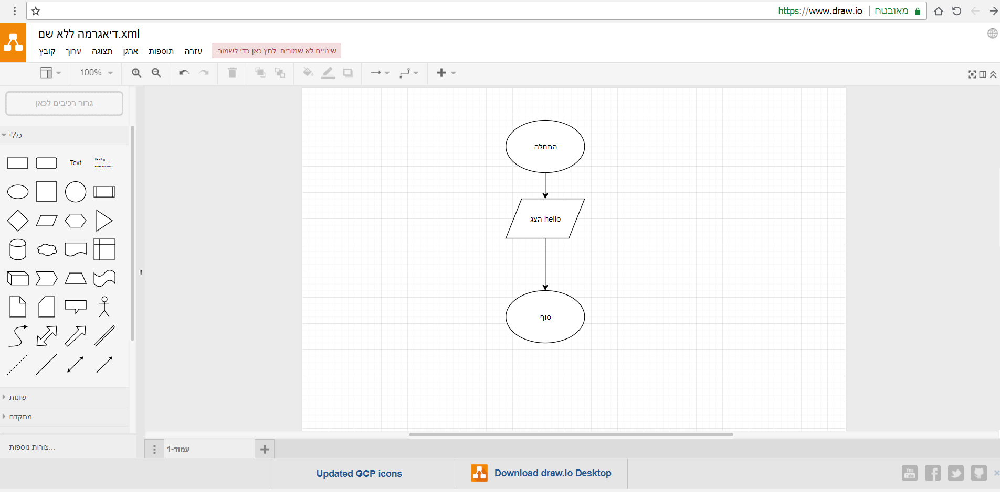 https://www.draw.io מאובטח
דיאגרמה ללא שם.xml
קובץ ערוך תצוגה ארגן תוספות עזרה שינויים לא שמורים. לחץ כאן כדי לשמור.
100%
גרור רכיבים לכאן
כללי
Text
Heading
התחלה
הצג hello
סוף
שונות
מתקדם
צורות נוספות...
עמוד-1
Updated GCP icons
Download draw.io Desktop
You Tube